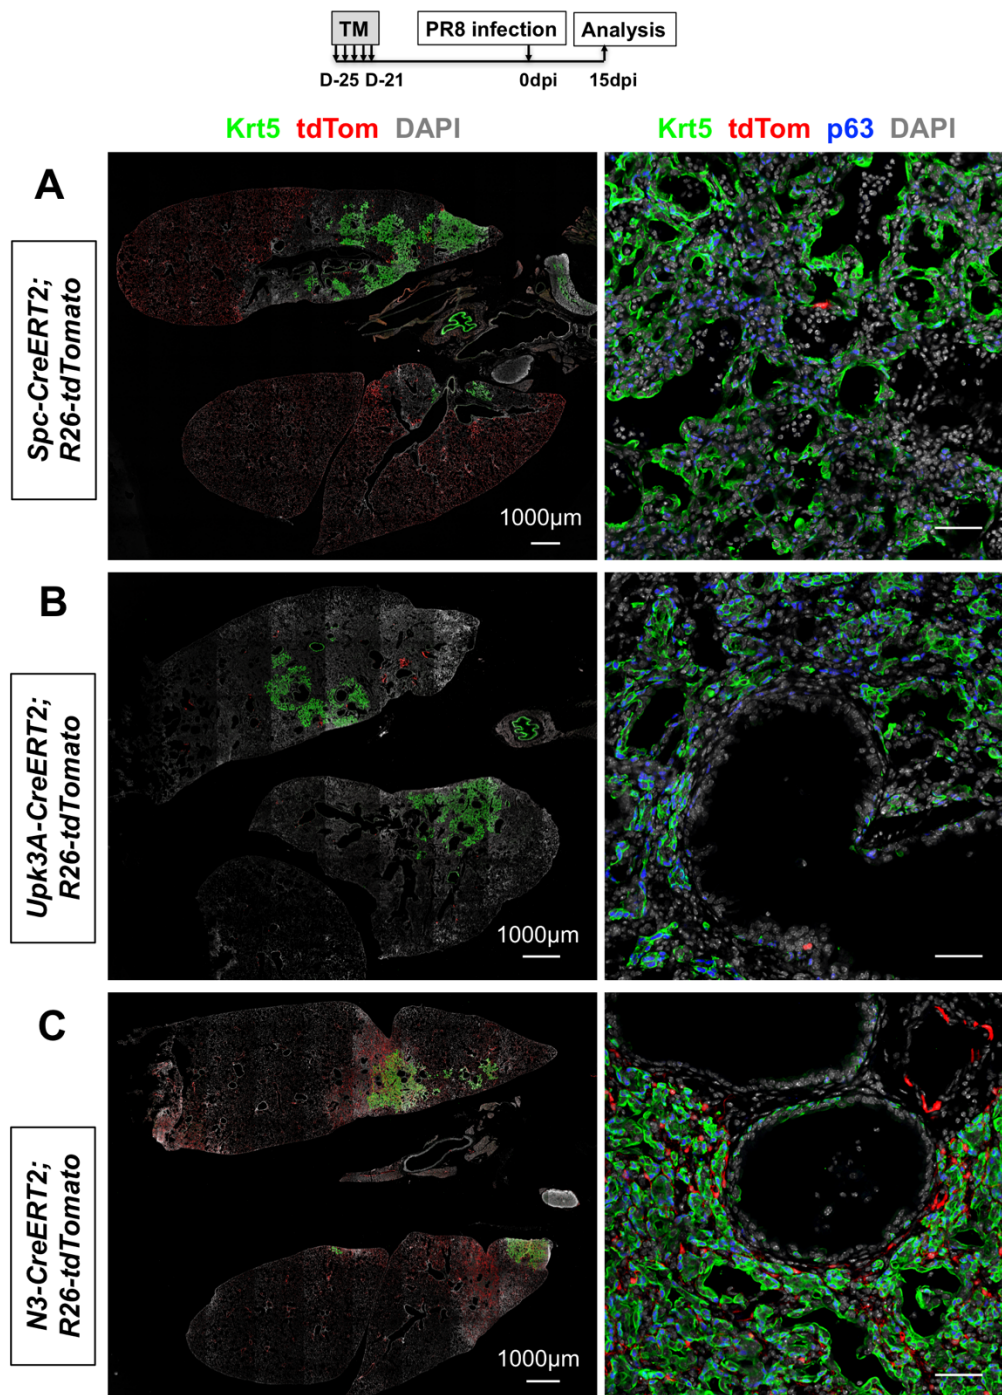 TM
PR8 infection
Analysis
D-25 D-21
0dpi
15dpi
Krt5 tdTom DAPI
Krt5 tdTom p63 DAPI
A
Spc-CreERT2;
R26-tdTomato
1000µm
B
Upk3A-CreERT2;
R26-tdTomato
1000µm
C
N3-CreERT2;
R26-tdTomato
1000µm